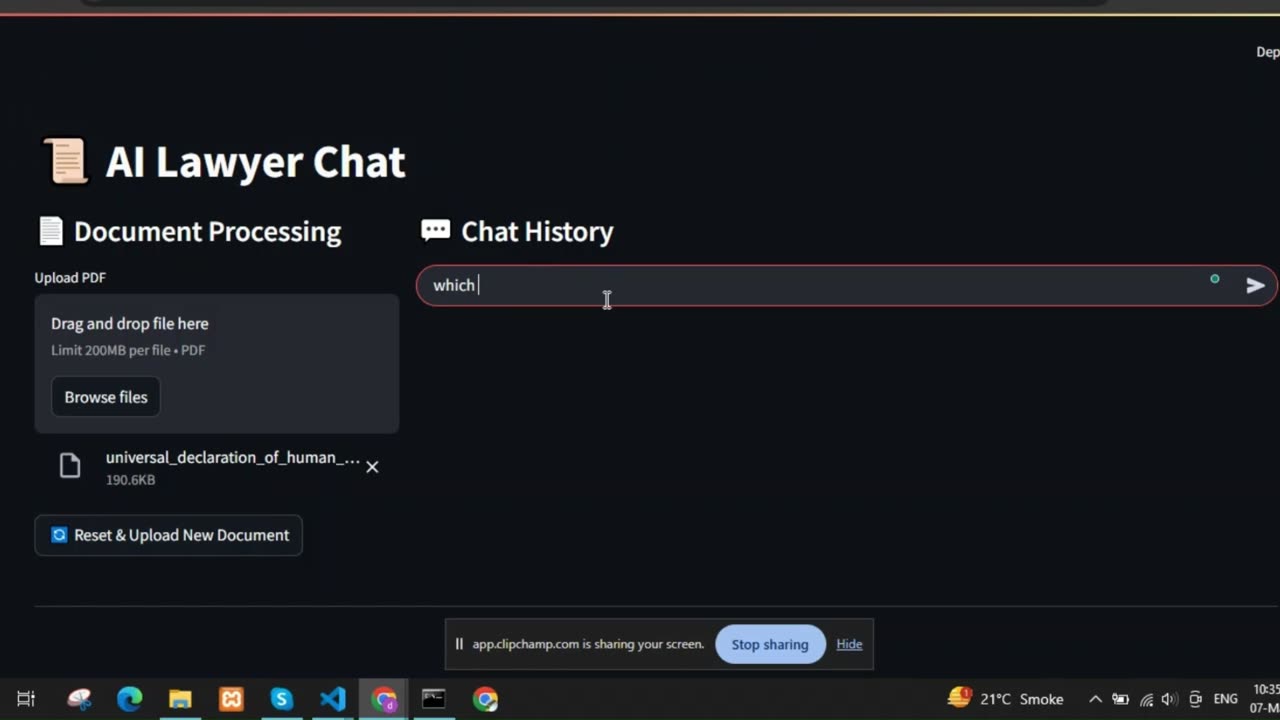 Dep
AI Lawyer Chat
Document Processing
Chat History
Upload PDF
which
Drag and drop file here
Limit 200MB per file • PDF
Browse files
universal_declaration_of_human_...
190.6KB
Reset & Upload New Document
app.clipchamp.com is sharing your screen.
Stop sharing
Hide
21°C Smoke
ENG
10:35
07-M